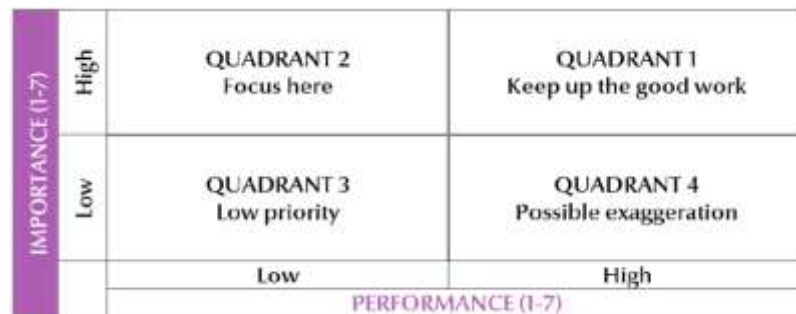 IMPORTANCE (1-7)
High
QUADRANT 2
Focus here
QUADRANT 1
Keep up the good work
Low
QUADRANT 3
Low priority
QUADRANT 4
Possible exaggeration
Low
High
PERFORMANCE (1-7)